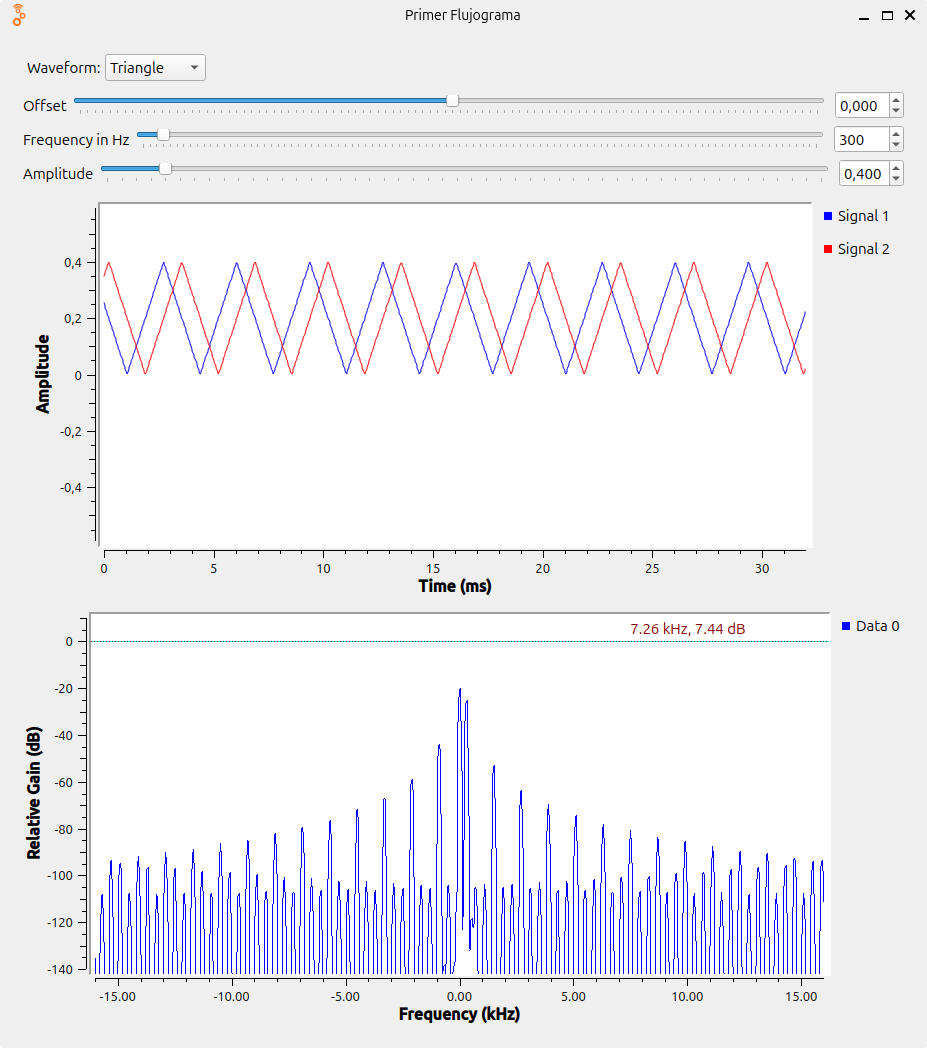 Primer Flujograma
Waveform: Triangle
Offset 0,000
Frequency in Hz 300
Amplitude 0,400
Signal 1
Signal 2
0,4
0,2
0
-0,2
-0,4
Amplitude
0 5 10 15 20 25 30
Time (ms)
7.26 kHz, 7.44 dB
Data 0
0
-20
-40
-60
-80
-100
-120
-140
Relative Gain (dB)
-15.00 -10.00 -5.00 0.00 5.00 10.00 15.00
Frequency (kHz)